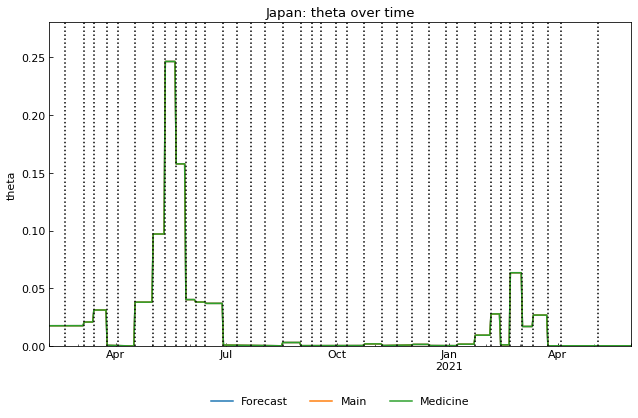 Japan: theta over time
0.25
0.20
0.15
0.10
0.05
0.00
theta
Apr Jul Oct Jan Apr
2021
Forecast Main Medicine